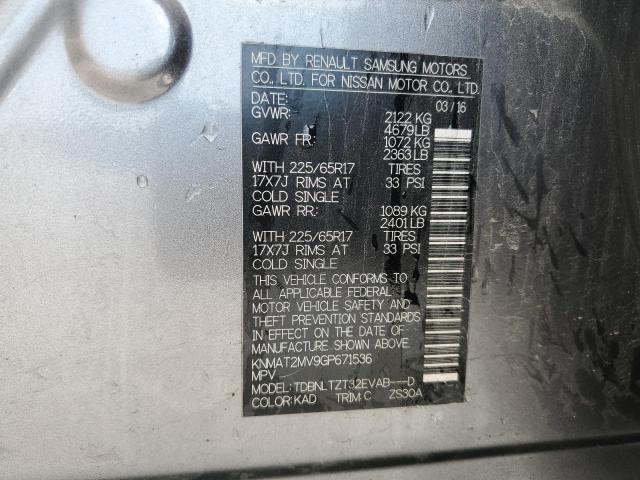 MFD BY RENAULT SAMSUNG MOTORS
CO., LTD. FOR NISSAN MOTOR CO., LTD.
DATE: 03/16
GVWR: 2122 KG
4679 LB
GAWR FR: 1072 KG
2363 LB
WITH 225/65R17 TIRES
17X7J RIMS AT 33 PSI
COLD SINGLE
GAWR RR: 1089 KG
2401 LB
WITH 225/65R17 TIRES
17X7J RIMS AT 33 PSI
COLD SINGLE
THIS VEHICLE CONFORMS TO
ALL APPLICABLE FEDERAL
MOTOR VEHICLE SAFETY AND
THEFT PREVENTION STANDARDS
IN EFFECT ON THE DATE OF
MANUFACTURE SHOWN ABOVE.
KNMAT2MV9GP671536
MPV
MODEL: TDBNLTZT32EVAB---D
COLOR: KAD TRIM: C ZS30A